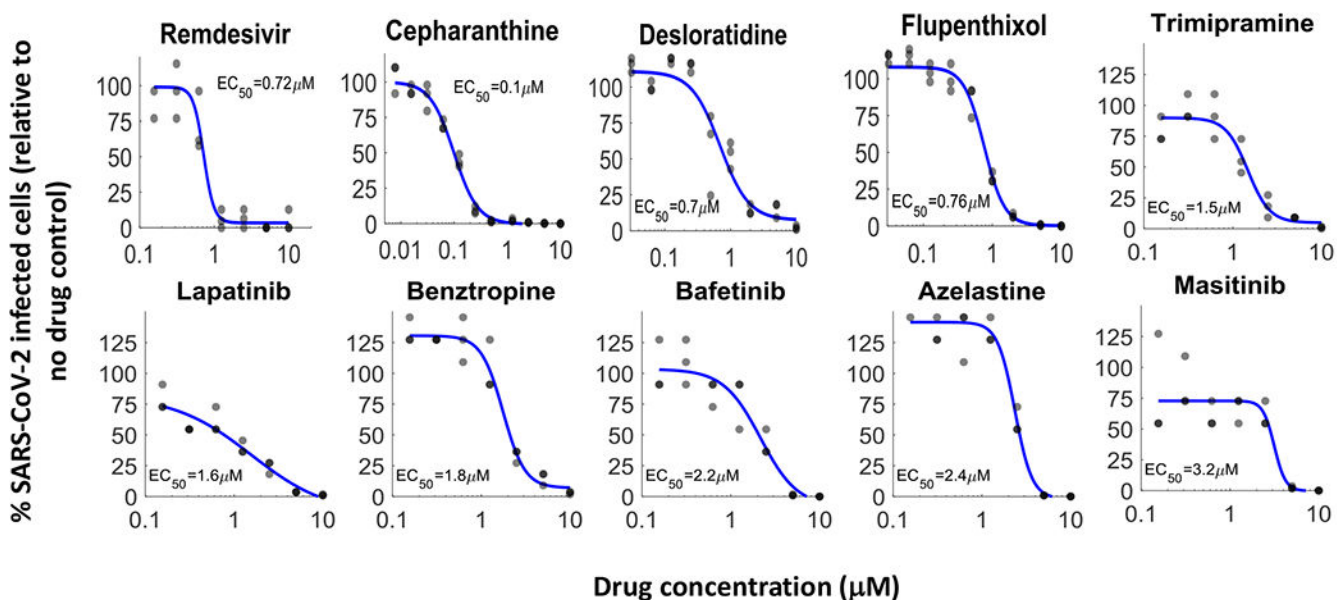 % SARS-CoV-2 infected cells (relative to
no drug control)
Remdesivir
100
75
50
25
0
EC50=0.72μM
0.1 1 10
Cepharanthine
100
75
50
25
0
EC50=0.1μM
0.01 0.1 1 10
Desloratidine
100
75
50
25
0
EC50=0.7μM
0.1 1 10
Flupenthixol
100
75
50
25
0
EC50=0.76μM
0.1 1 10
Trimipramine
125
100
75
50
25
0
EC50=1.5μM
0.1 1 10
Lapatinib
125
100
75
50
25
0
EC50=1.6μM
0.1 1 10
Benztropine
125
100
75
50
25
0
EC50=1.8μM
0.1 1 10
Bafetinib
125
100
75
50
25
0
EC50=2.2μM
0.1 1 10
Azelastine
125
100
75
50
25
0
EC50=2.4μM
0.1 1 10
Masitinib
125
100
75
50
25
0
EC50=3.2μM
0.1 1 10
Drug concentration (μM)